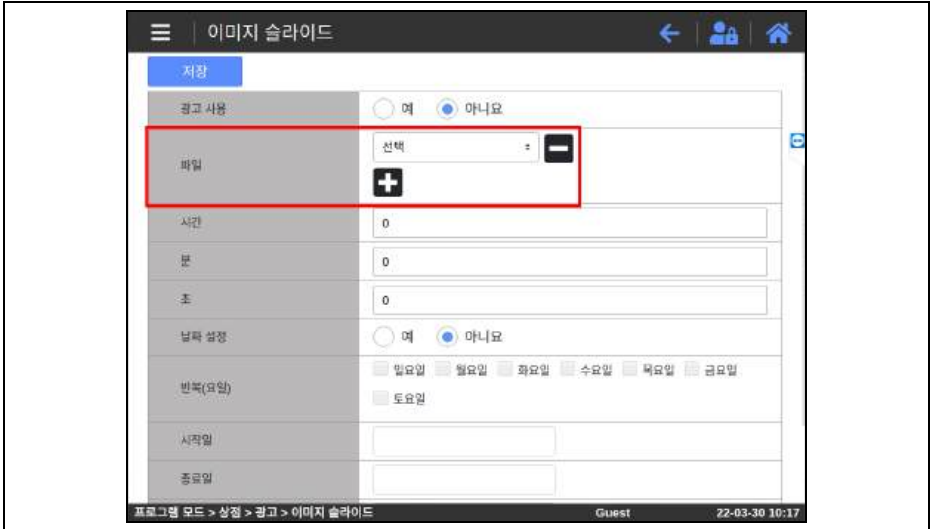 이미지 슬라이드
저장
광고 사용 예 아니요
파일 선택
시간 0
분 0
초 0
날짜 설정 예 아니요
반복(요일) 일요일 월요일 화요일 수요일 목요일 금요일
토요일
시작일
종료일
프로그램 모드 > 상점 > 광고 > 이미지 슬라이드 Guest 22-03-30 10:17